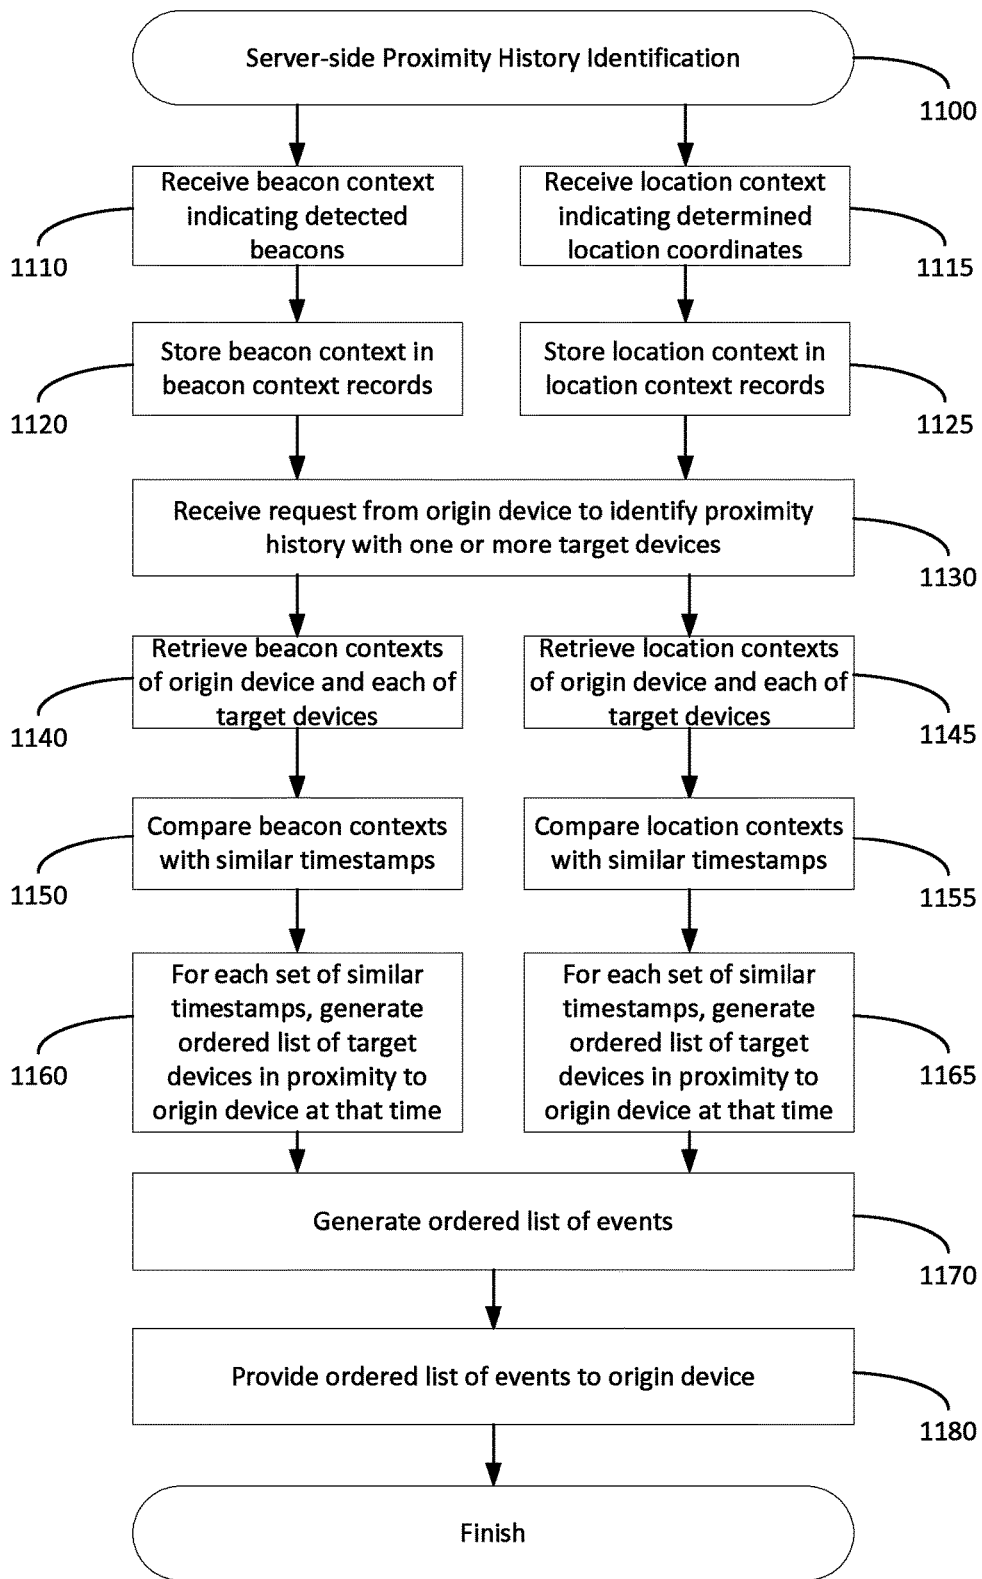 Server-side Proximity History Identification
1100
Receive beacon context
indicating detected
beacons
1110
Receive location context
indicating determined
location coordinates
1115
Store beacon context in
beacon context records
1120
Store location context in
location context records
1125
Receive request from origin device to identify proximity
history with one or more target devices
1130
Retrieve beacon contexts
of origin device and each of
target devices
1140
Retrieve location contexts
of origin device and each of
target devices
1145
Compare beacon contexts
with similar timestamps
1150
Compare location contexts
with similar timestamps
1155
For each set of similar
timestamps, generate
ordered list of target
devices in proximity to
origin device at that time
1160
For each set of similar
timestamps, generate
ordered list of target
devices in proximity to
origin device at that time
1165
Generate ordered list of events
1170
Provide ordered list of events to origin device
1180
Finish